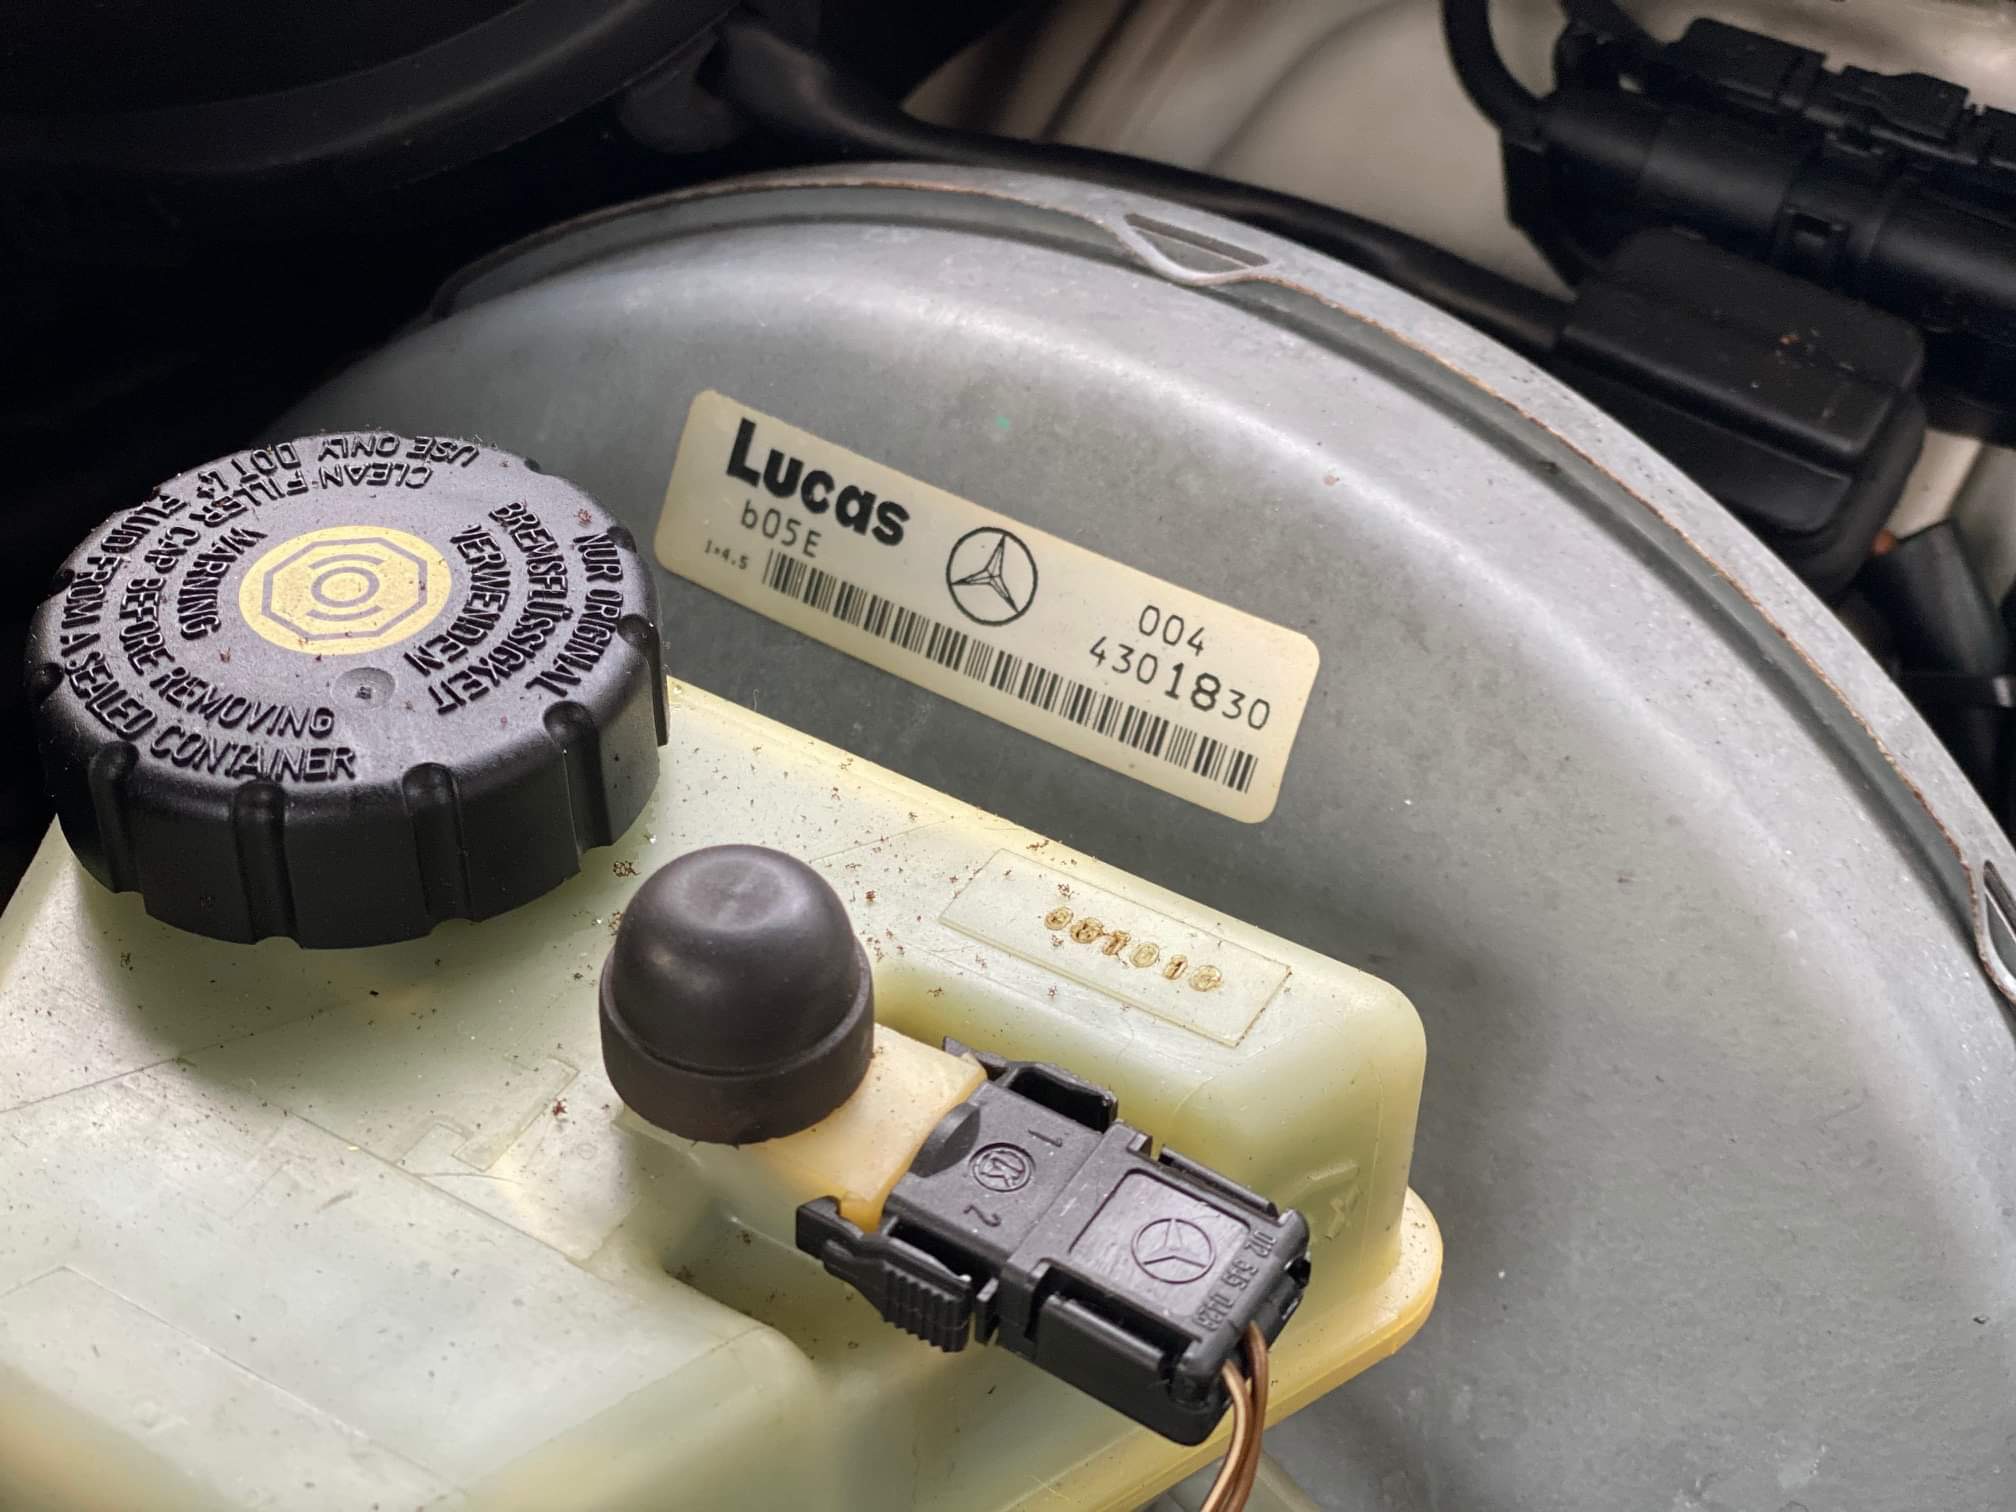 USE ONLY DOT 4+ FLUID FROM A SEALED CONTAINER
CLEAN FILLER CAP BEFORE REMOVING
WARNING
NUR ORIGINAL
BREMSFLÜSSIGKEIT
VERWENDEN
Lucas
b05E
004
4301830
1
2